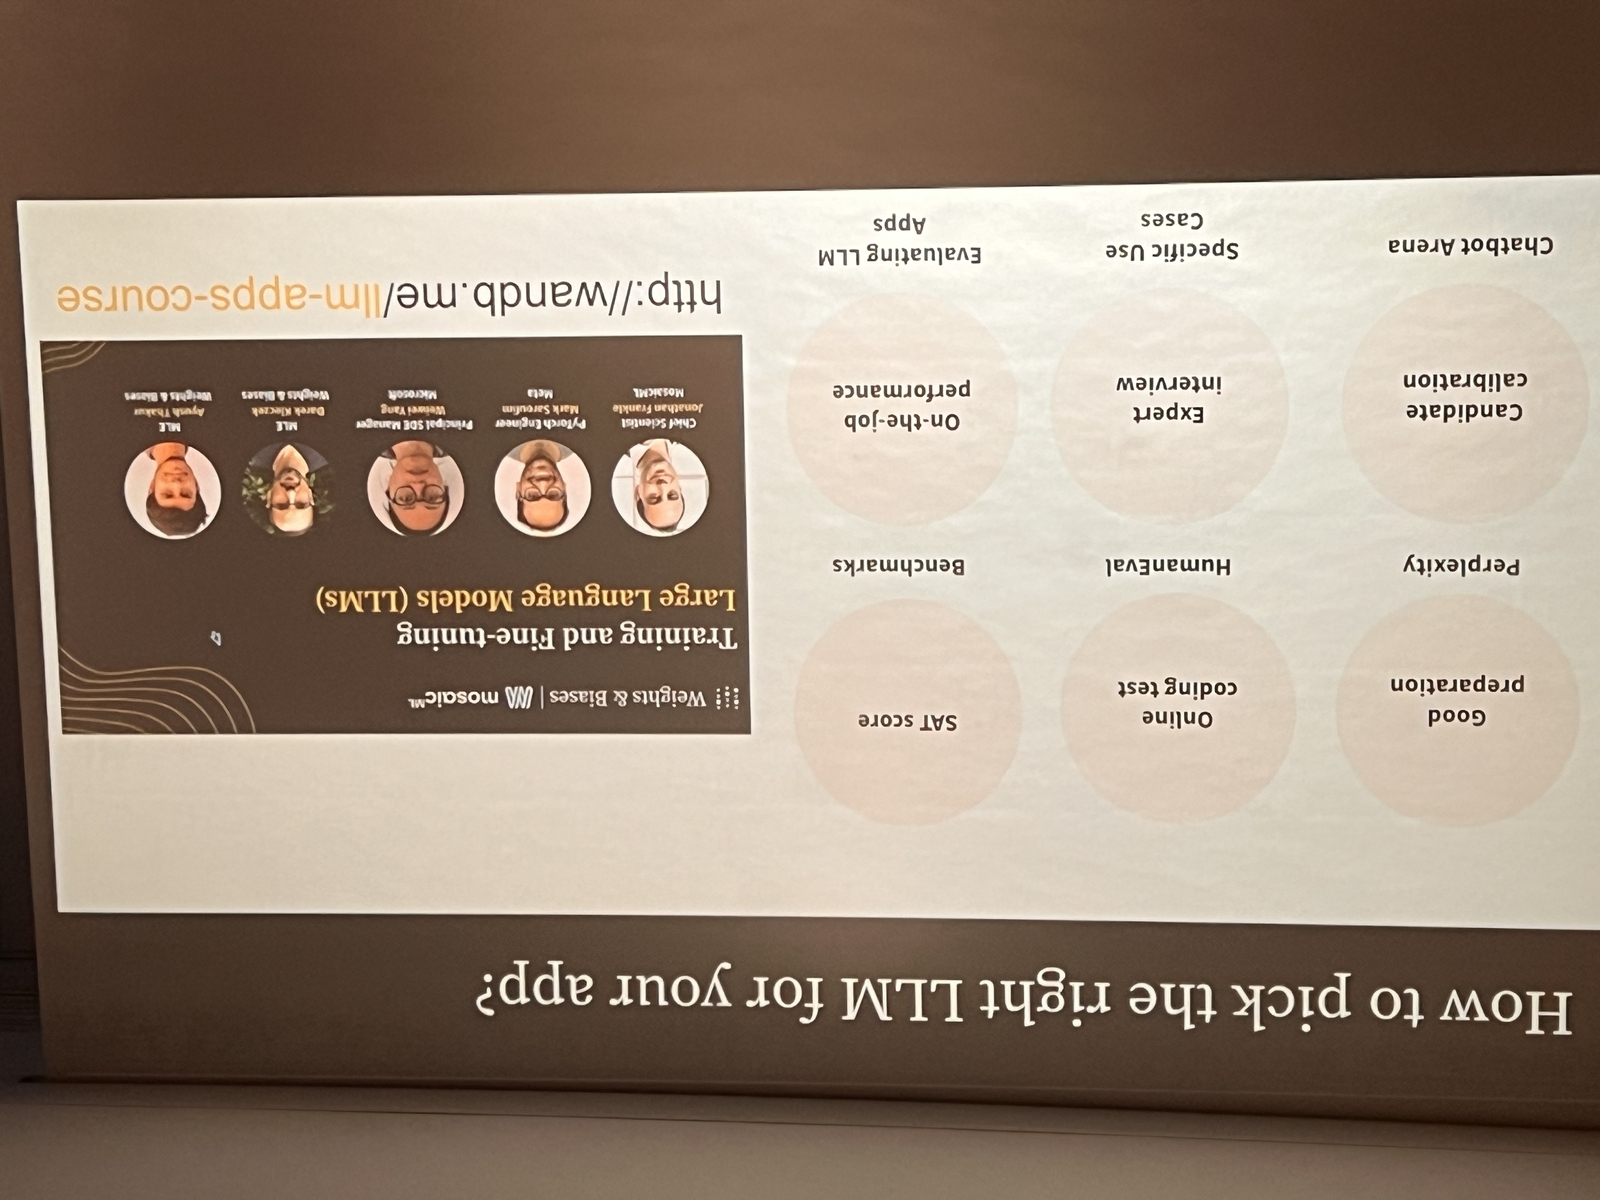 How to pick the right LLM for your app?
Good
preparation
Perplexity
Online
coding test
HumanEval
SAT score
Benchmarks
Candidate
calibration
Chatbot Arena
Expert
interview
Specific Use
Cases
On-the-job
performance
Evaluating LLM
Apps
Weights & Biases | mosaicML
Training and Fine-tuning
Large Language Models (LLMs)
Chief Scientist
Jonathan Frankle
MosaicML
PyTorch Engineer
Mark Saroufim
Meta
Principal SDE Manager
Weiwei Yang
Microsoft
MLE
Darek Kleczek
Weights & Biases
MLE
Ayush Thakur
Weights & Biases
http://wandb.me/llm-apps-course